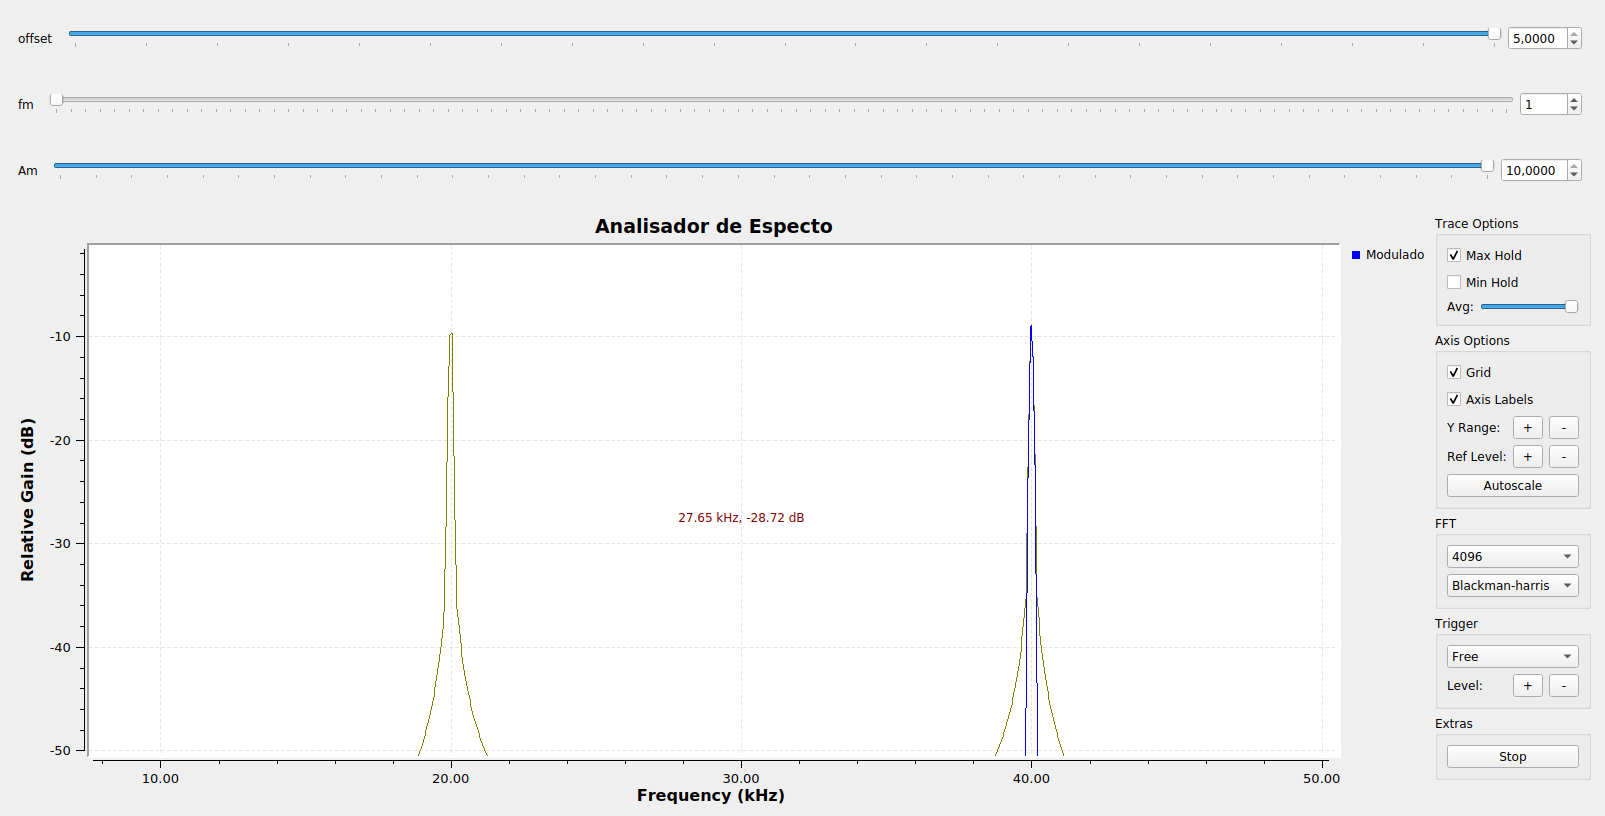 offset
5,0000
fm
1
Am
10,0000
Analisador de Especto
Relative Gain (dB)
-10
-20
-30
-40
-50
27.65 kHz, -28.72 dB
10.00 20.00 30.00 40.00 50.00
Frequency (kHz)
Modulado
Trace Options
Max Hold
Min Hold
Avg:
Axis Options
Grid
Axis Labels
Y Range: + -
Ref Level: + -
Autoscale
FFT
4096
Blackman-harris
Trigger
Free
Level: + -
Extras
Stop